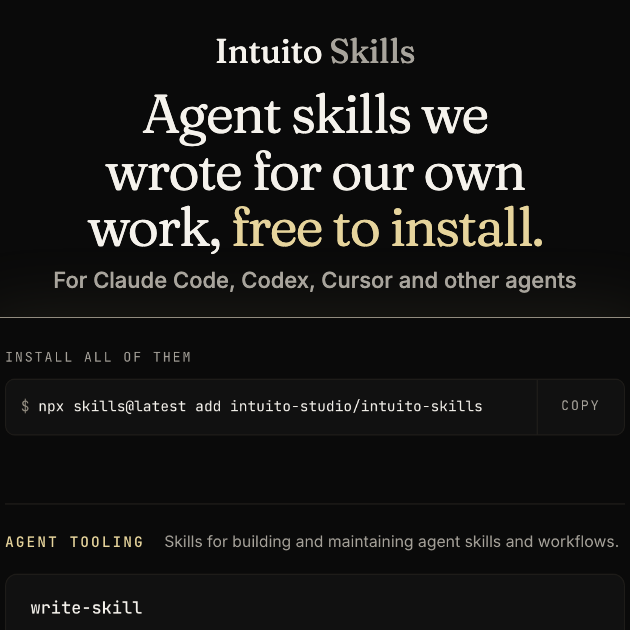 Intuito Skills
Agent skills we
wrote for our own
work, free to install.
For Claude Code, Codex, Cursor and other agents
INSTALL ALL OF THEM
$ npx skills@latest add intuito-studio/intuito-skills COPY
AGENT TOOLING Skills for building and maintaining agent skills and workflows.
write-skill